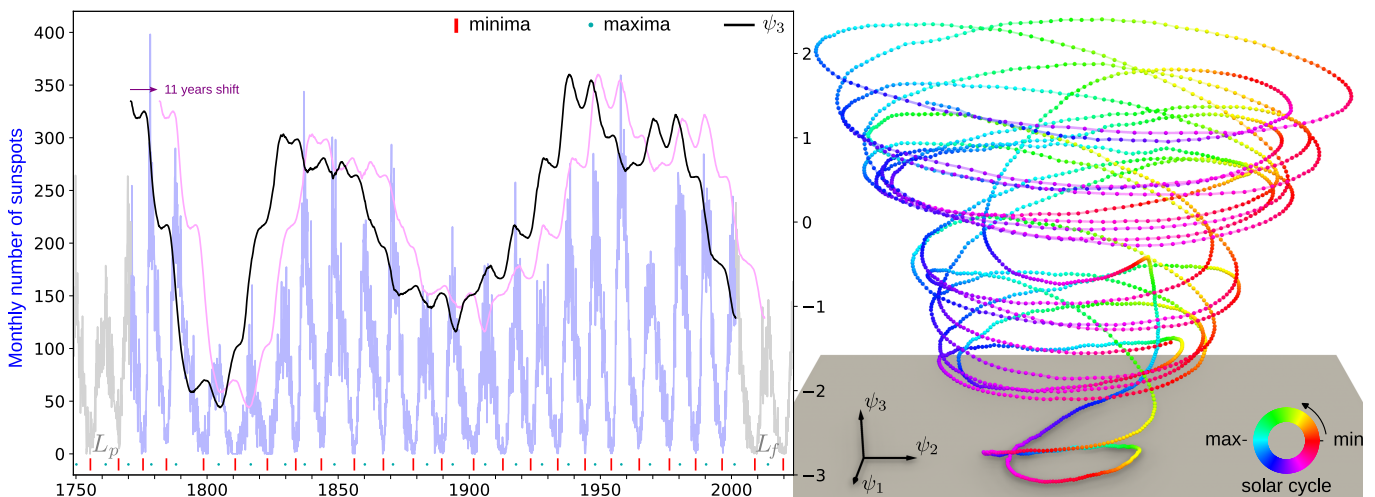 minima maxima ψ3
11 years shift
Monthly number of sunspots
400
350
300
250
200
150
100
50
0
2
1
0
−1
−2
−3
Lp
Lf
1750 1800 1850 1900 1950 2000
ψ3
ψ2
ψ1
max- -min
solar cycle